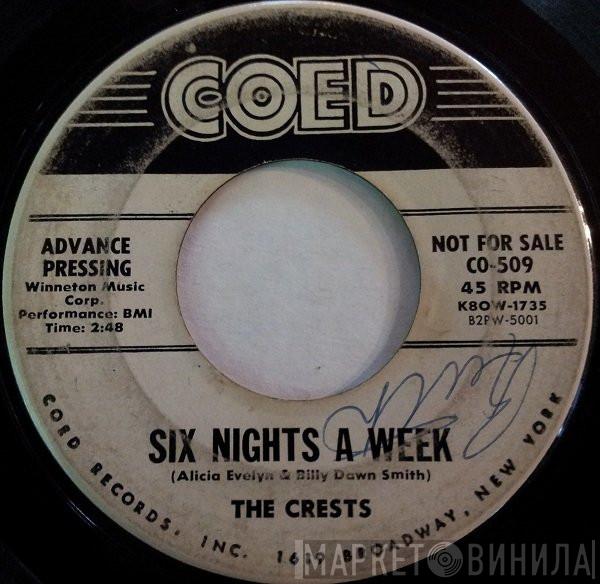 COED
ADVANCE
PRESSING
Winneton Music
Corp.
Performance: BMI
Time: 2:48
NOT FOR SALE
CO-509
45 RPM
K8OW-1735
B2PW-5001
SIX NIGHTS A WEEK
(Alicia Evelyn & Billy Dawn Smith)
THE CRESTS
CORD RECORDS, INC. 1619 BROADWAY, NEW YORK
МАРКЕТ ВИНИЛА